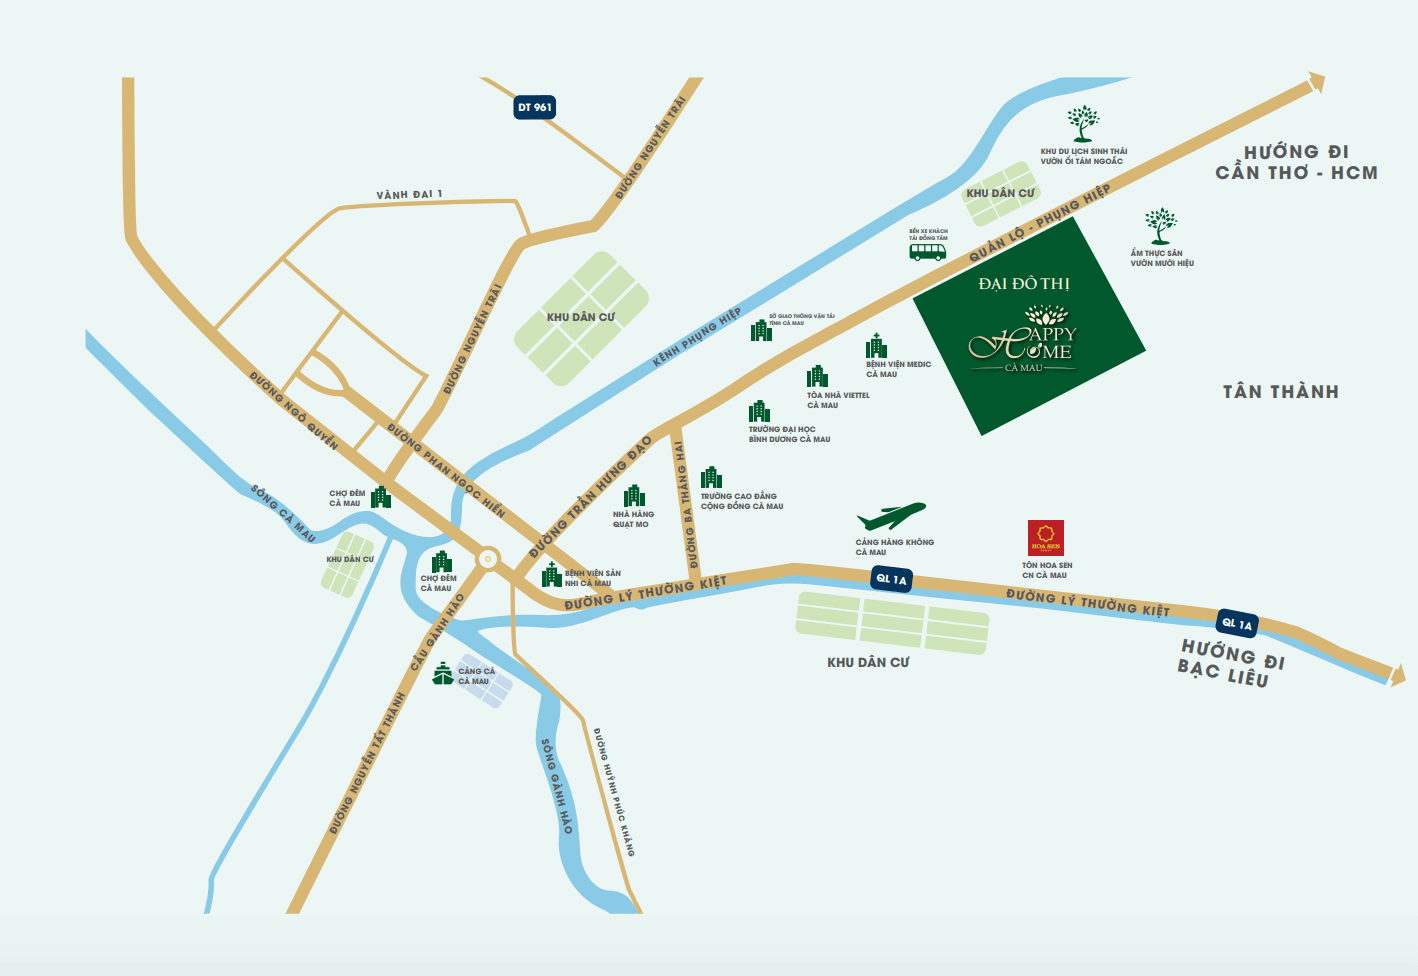 DT 961
ĐƯỜNG NGUYỄN TRÃI
VÀNH ĐAI 1
KHU DU LỊCH SINH THÁI
VƯỜN ỔI TÁM NGOẮC
HƯỚNG ĐI
CẦN THƠ - HCM
KHU DÂN CƯ
QUẢN LỘ - PHỤNG HIỆP
BẾN XE KHÁCH
TẢI ĐỒNG TÂM
ẨM THỰC SÂN
VƯỜN MƯỜI HIỆU
ĐẠI ĐÔ THỊ
HAPPY
HOME
CÀ MAU
KHU DÂN CƯ
ĐƯỜNG NGUYỄN TRÃI
KÊNH PHỤNG HIỆP
SỞ GIAO THÔNG VẬN TẢI
TỈNH CÀ MAU
BỆNH VIỆN MEDIC
CÀ MAU
TÒA NHÀ VIETTEL
CÀ MAU
TRƯỜNG ĐẠI HỌC
BÌNH DƯƠNG CÀ MAU
TÂN THÀNH
ĐƯỜNG NGÔ QUYỀN
ĐƯỜNG PHAN NGỌC HIỂN
ĐƯỜNG TRẦN HƯNG ĐẠO
ĐƯỜNG BA THÁNG HAI
TRƯỜNG CAO ĐẲNG
CỘNG ĐỒNG CÀ MAU
NHÀ HÀNG
QUẠT MO
CHỢ ĐÊM
CÀ MAU
SÔNG CÀ MAU
KHU DÂN CƯ
CHỢ ĐÊM
CÀ MAU
BỆNH VIỆN SẢN
NHI CÀ MAU
CẢNG HÀNG KHÔNG
CÀ MAU
HOA SEN
TÔN HOA SEN
CN CÀ MAU
QL 1A
ĐƯỜNG LÝ THƯỜNG KIỆT
ĐƯỜNG LÝ THƯỜNG KIỆT
QL 1A
HƯỚNG ĐI
BẠC LIÊU
KHU DÂN CƯ
CẦU GÀNH HÀO
CẢNG CÁ
CÀ MAU
ĐƯỜNG NGUYỄN TẤT THÀNH
SÔNG GÀNH HÀO
ĐƯỜNG HUỲNH PHÚC KHÁNG